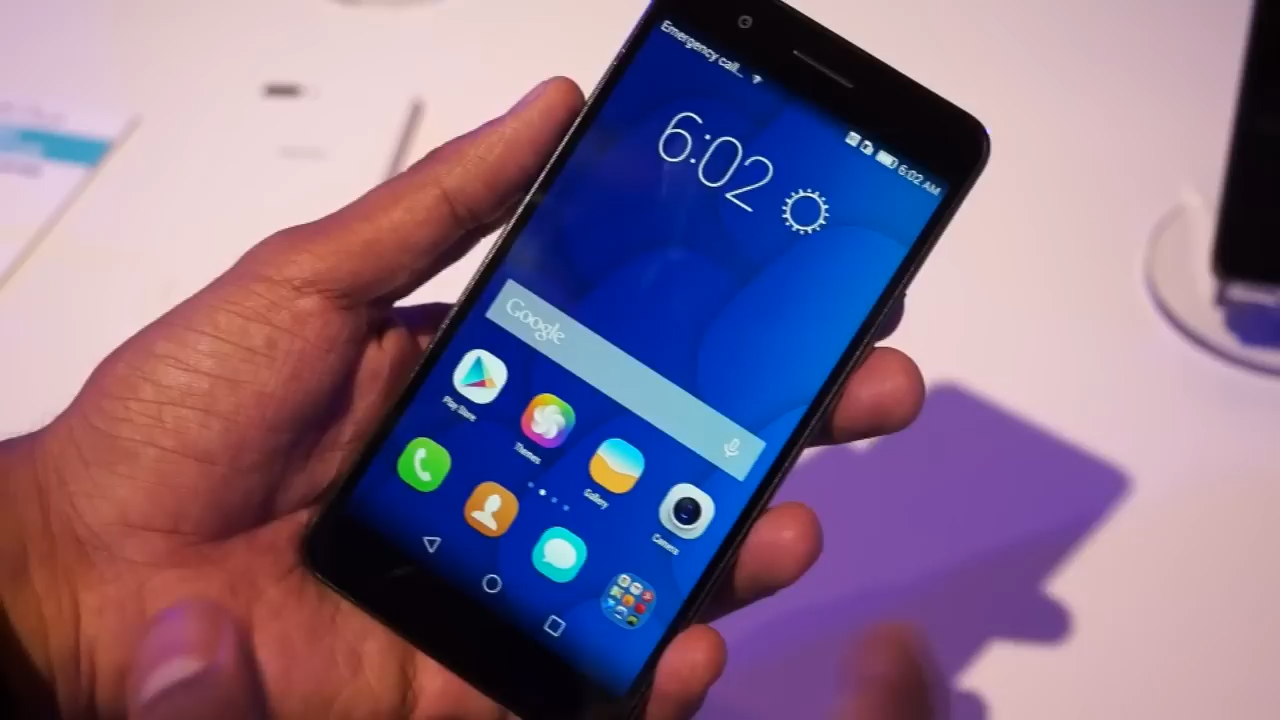 Emergency call...
6:02 AM
6:02
Google
Play Store
Themes
Gallery
Camera